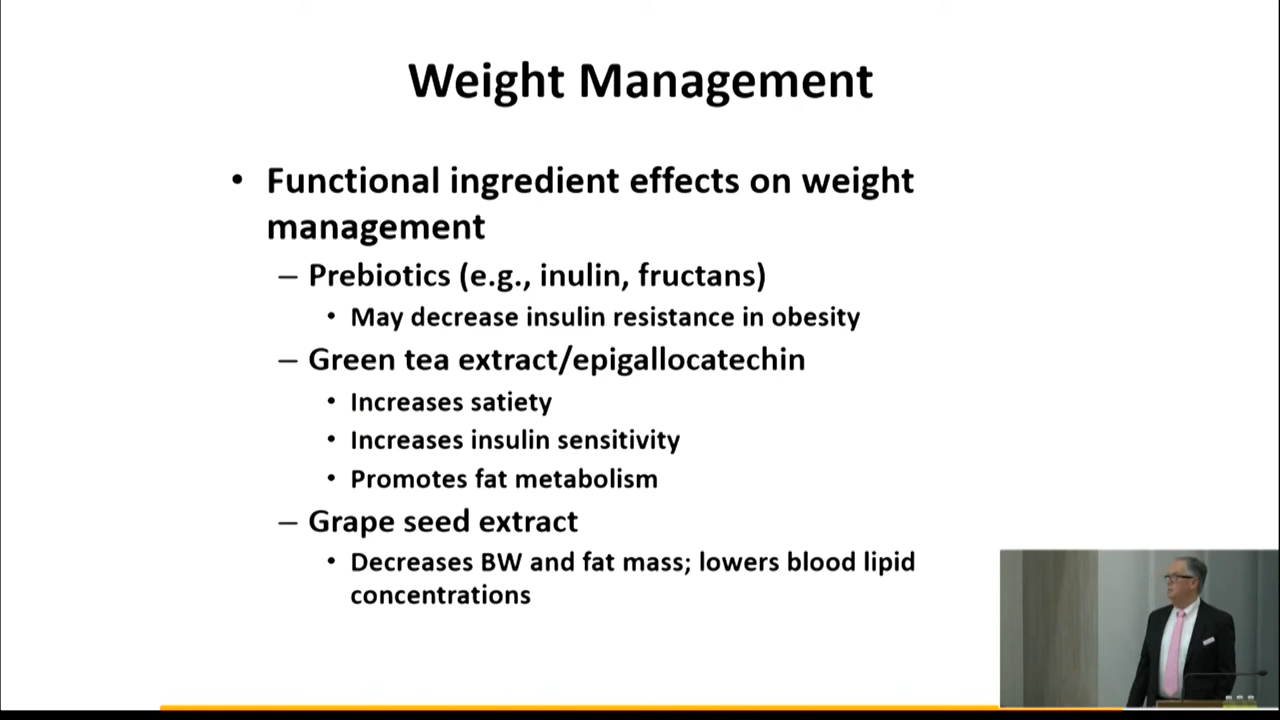 Weight Management
• Functional ingredient effects on weight
management
– Prebiotics (e.g., inulin, fructans)
• May decrease insulin resistance in obesity
– Green tea extract/epigallocatechin
• Increases satiety
• Increases insulin sensitivity
• Promotes fat metabolism
– Grape seed extract
• Decreases BW and fat mass; lowers blood lipid
concentrations